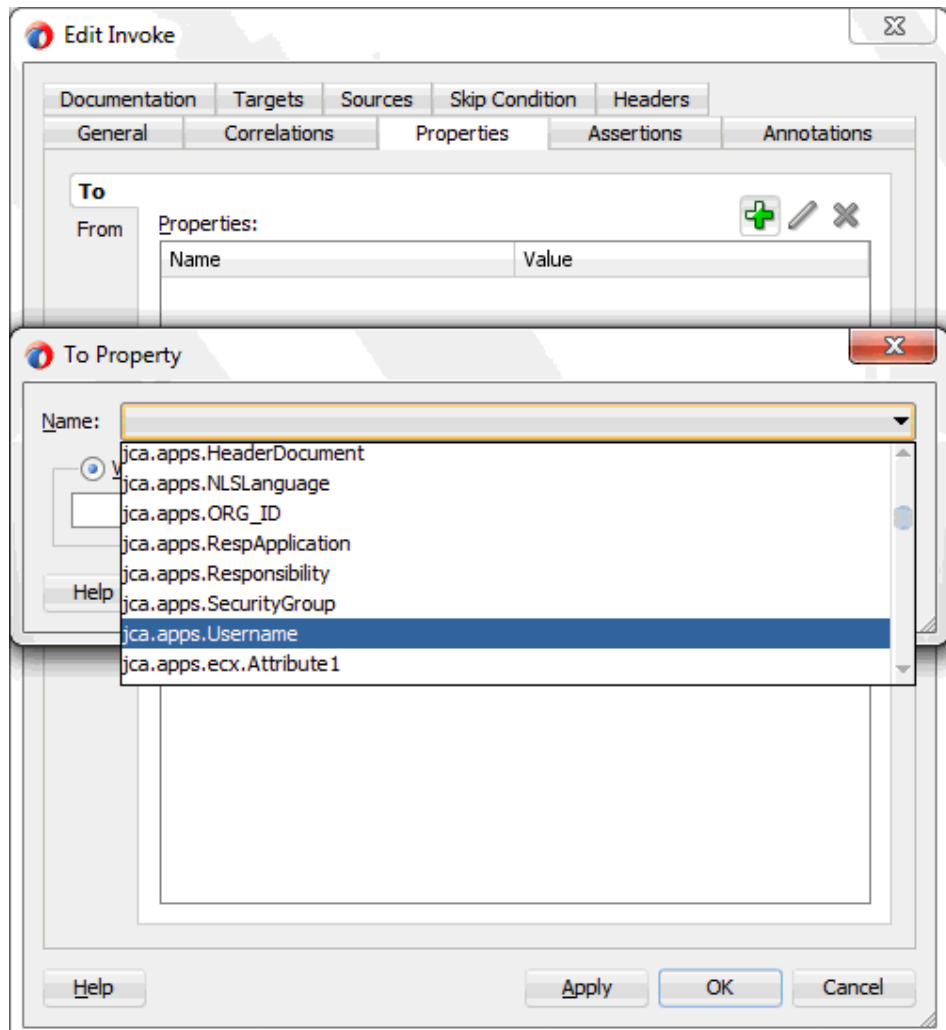 Edit Invoke
Documentation Targets Sources Skip Condition Headers
General Correlations Properties Assertions Annotations
To
From
Properties:
Name Value
To Property
Name:
jca.apps.HeaderDocument
jca.apps.NLSLanguage
jca.apps.ORG_ID
jca.apps.RespApplication
jca.apps.Responsibility
Help
jca.apps.SecurityGroup
jca.apps.Username
jca.apps.ecx.Attribute1
Help Apply OK Cancel